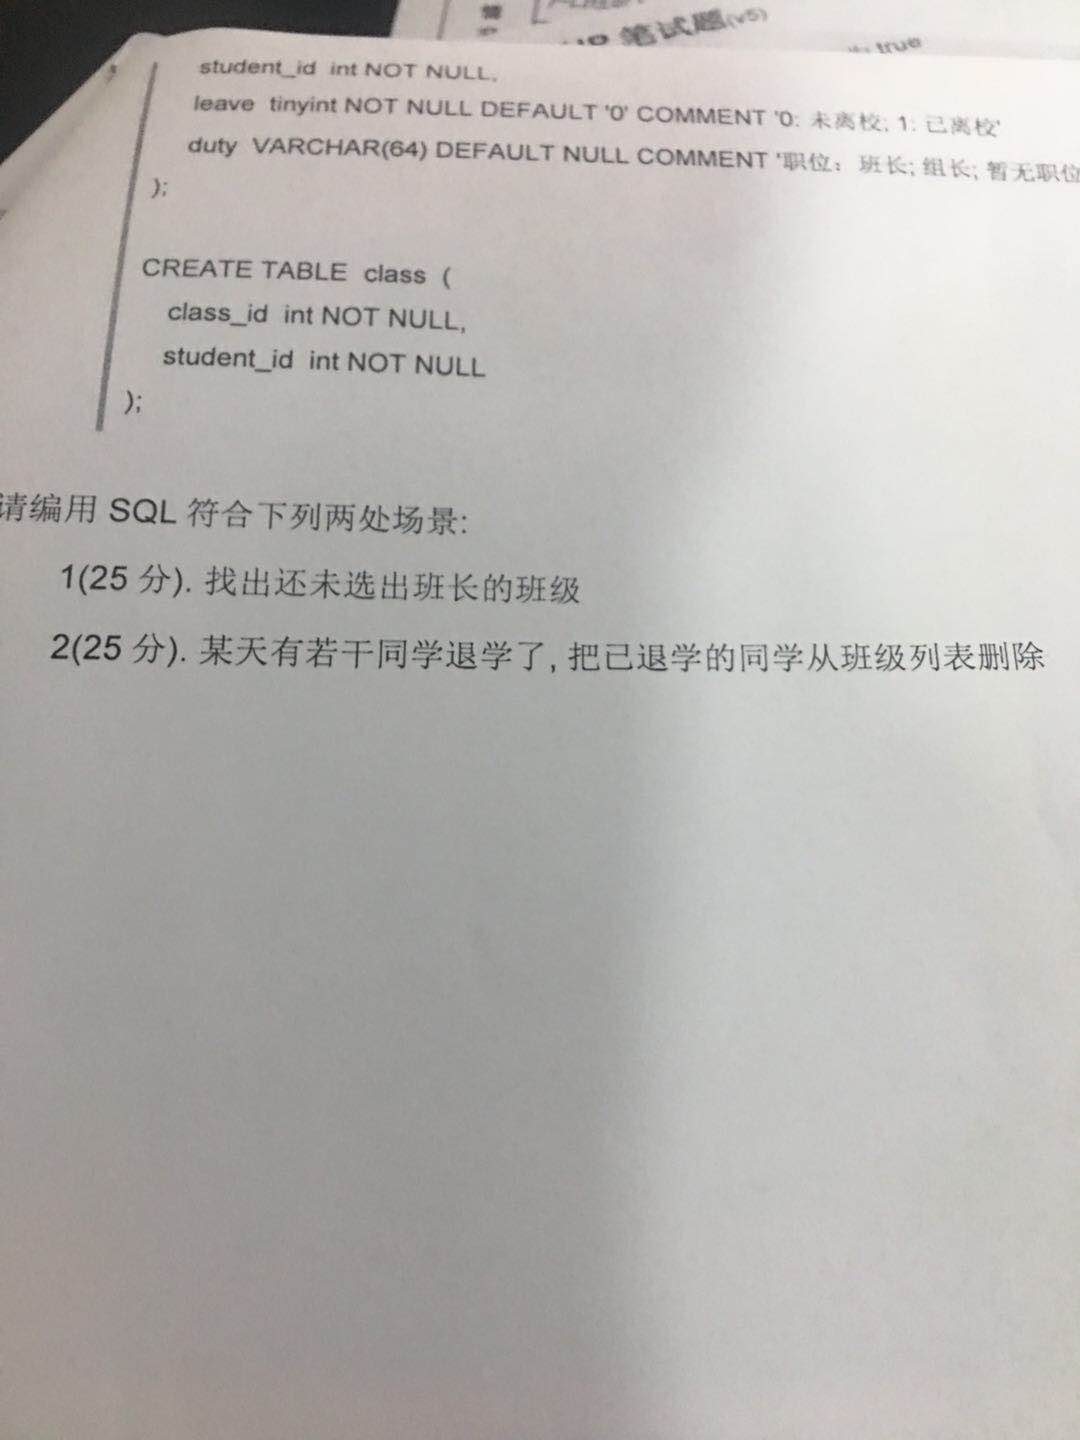 笔试题(v5)
true
student_id int NOT NULL,
leave tinyint NOT NULL DEFAULT '0' COMMENT '0: 未离校; 1: 已离校'
duty VARCHAR(64) DEFAULT NULL COMMENT '职位：班长; 组长; 暂无职位
);
CREATE TABLE class (
class_id int NOT NULL,
student_id int NOT NULL
);
请编用 SQL 符合下列两处场景:
1(25 分). 找出还未选出班长的班级
2(25 分). 某天有若干同学退学了, 把已退学的同学从班级列表删除